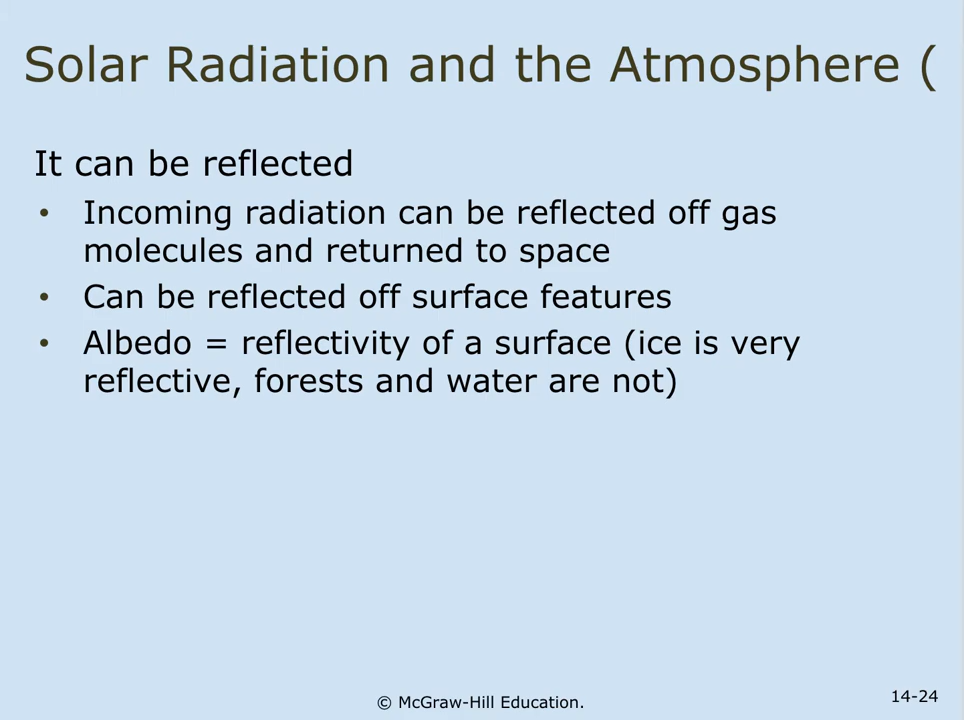 Solar Radiation and the Atmosphere (
It can be reflected
• Incoming radiation can be reflected off gas
molecules and returned to space
• Can be reflected off surface features
• Albedo = reflectivity of a surface (ice is very
reflective, forests and water are not)
© McGraw-Hill Education.
14-24